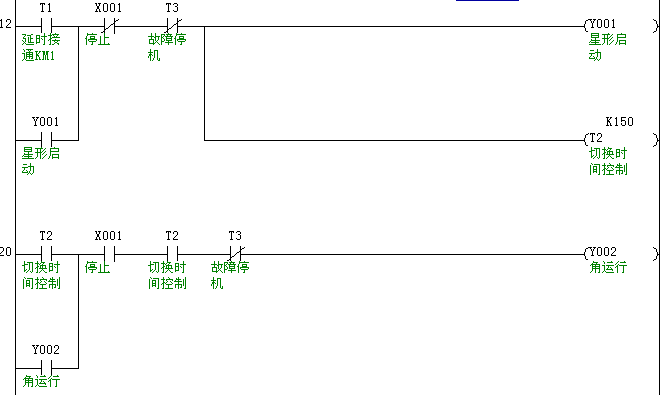 T1 X001 T3
12 Y001
延时接 停止 故障停 星形启
通KM1 机 动
Y001 K150
T2
星形启 切换时
动 间控制
T2 X001 T2 T3
20 Y002
切换时 停止 切换时 故障停 角运行
间控制 间控制 机
Y002
角运行